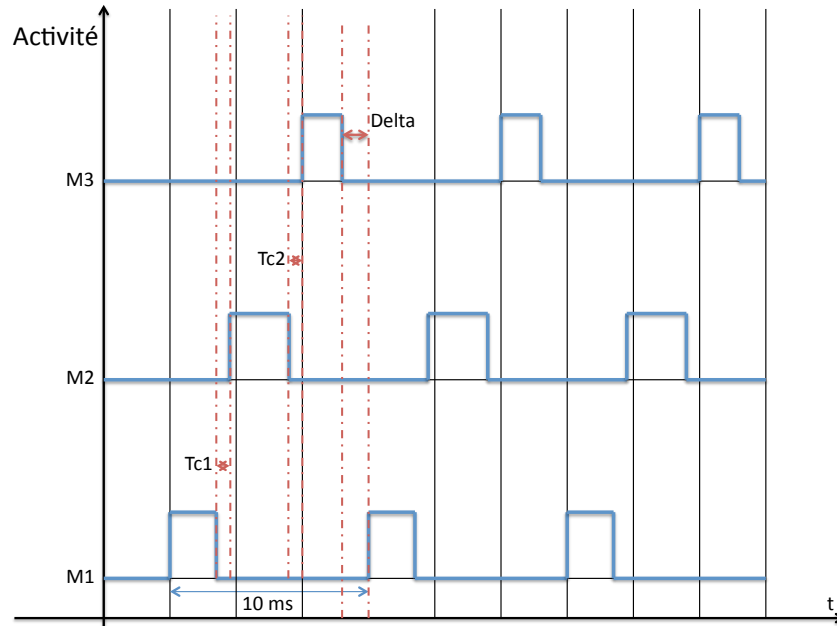 Activité
Delta
M3
Tc2
M2
Tc1
M1
10 ms
t